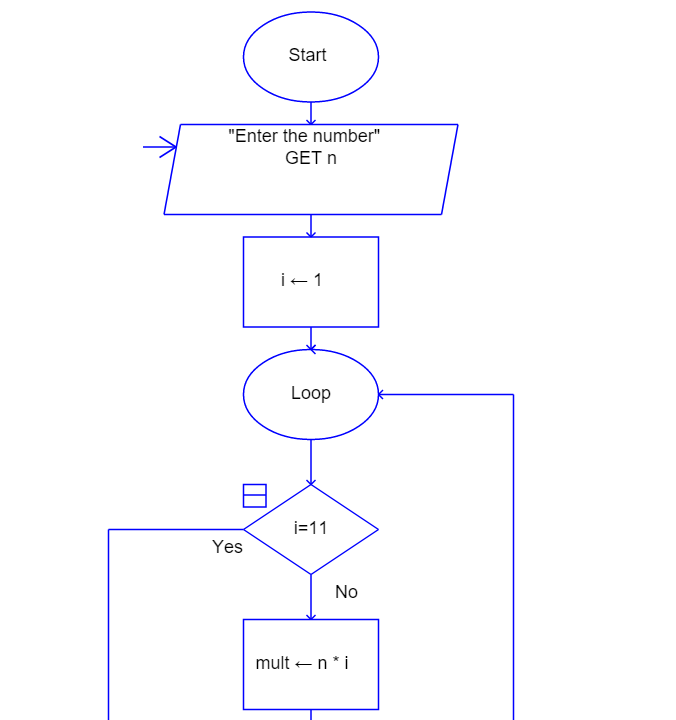 Start
"Enter the number"
GET n
i ← 1
Loop
i=11
Yes
No
mult ← n * i